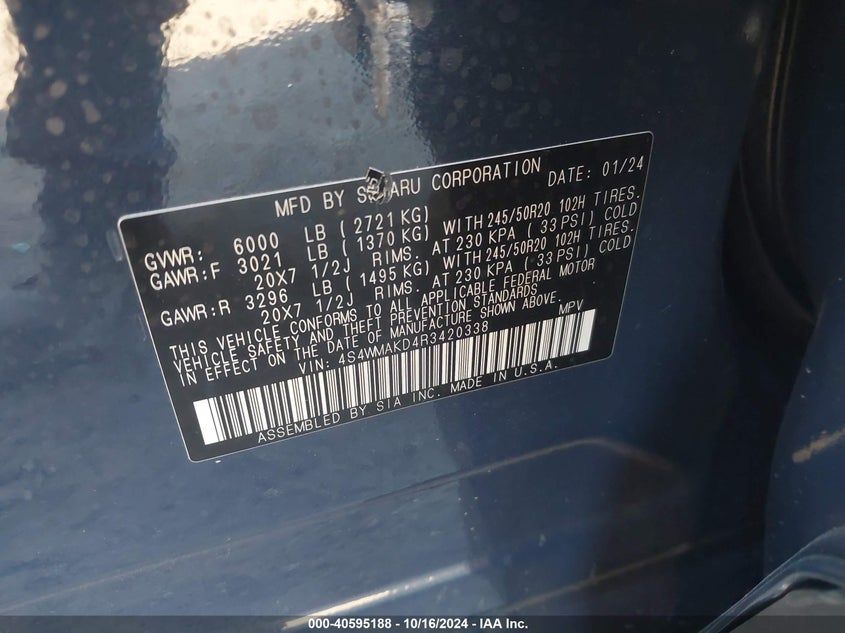 MFD BY SUBARU CORPORATION DATE: 01/24
GVWR: 6000 LB (2721 KG)
GAWR:F 3021 LB (1370 KG) WITH 245/50R20 102H TIRES.
20X7 1/2J RIMS. AT 230 KPA (33 PSI) COLD
GAWR:R 3296 LB (1495 KG) WITH 245/50R20 102H TIRES.
20X7 1/2J RIMS. AT 230 KPA (33 PSI) COLD
THIS VEHICLE CONFORMS TO ALL APPLICABLE FEDERAL MOTOR
VEHICLE SAFETY AND THEFT PREVENTION STANDARDS
IN EFFECT ON THE DATE OF MANUFACTURE SHOWN ABOVE.
VIN: 4S4WMAKD4R3420338 MPV
ASSEMBLED BY SIA INC. MADE IN U.S.A.
000-40595188 - 10/16/2024 - IAA Inc.